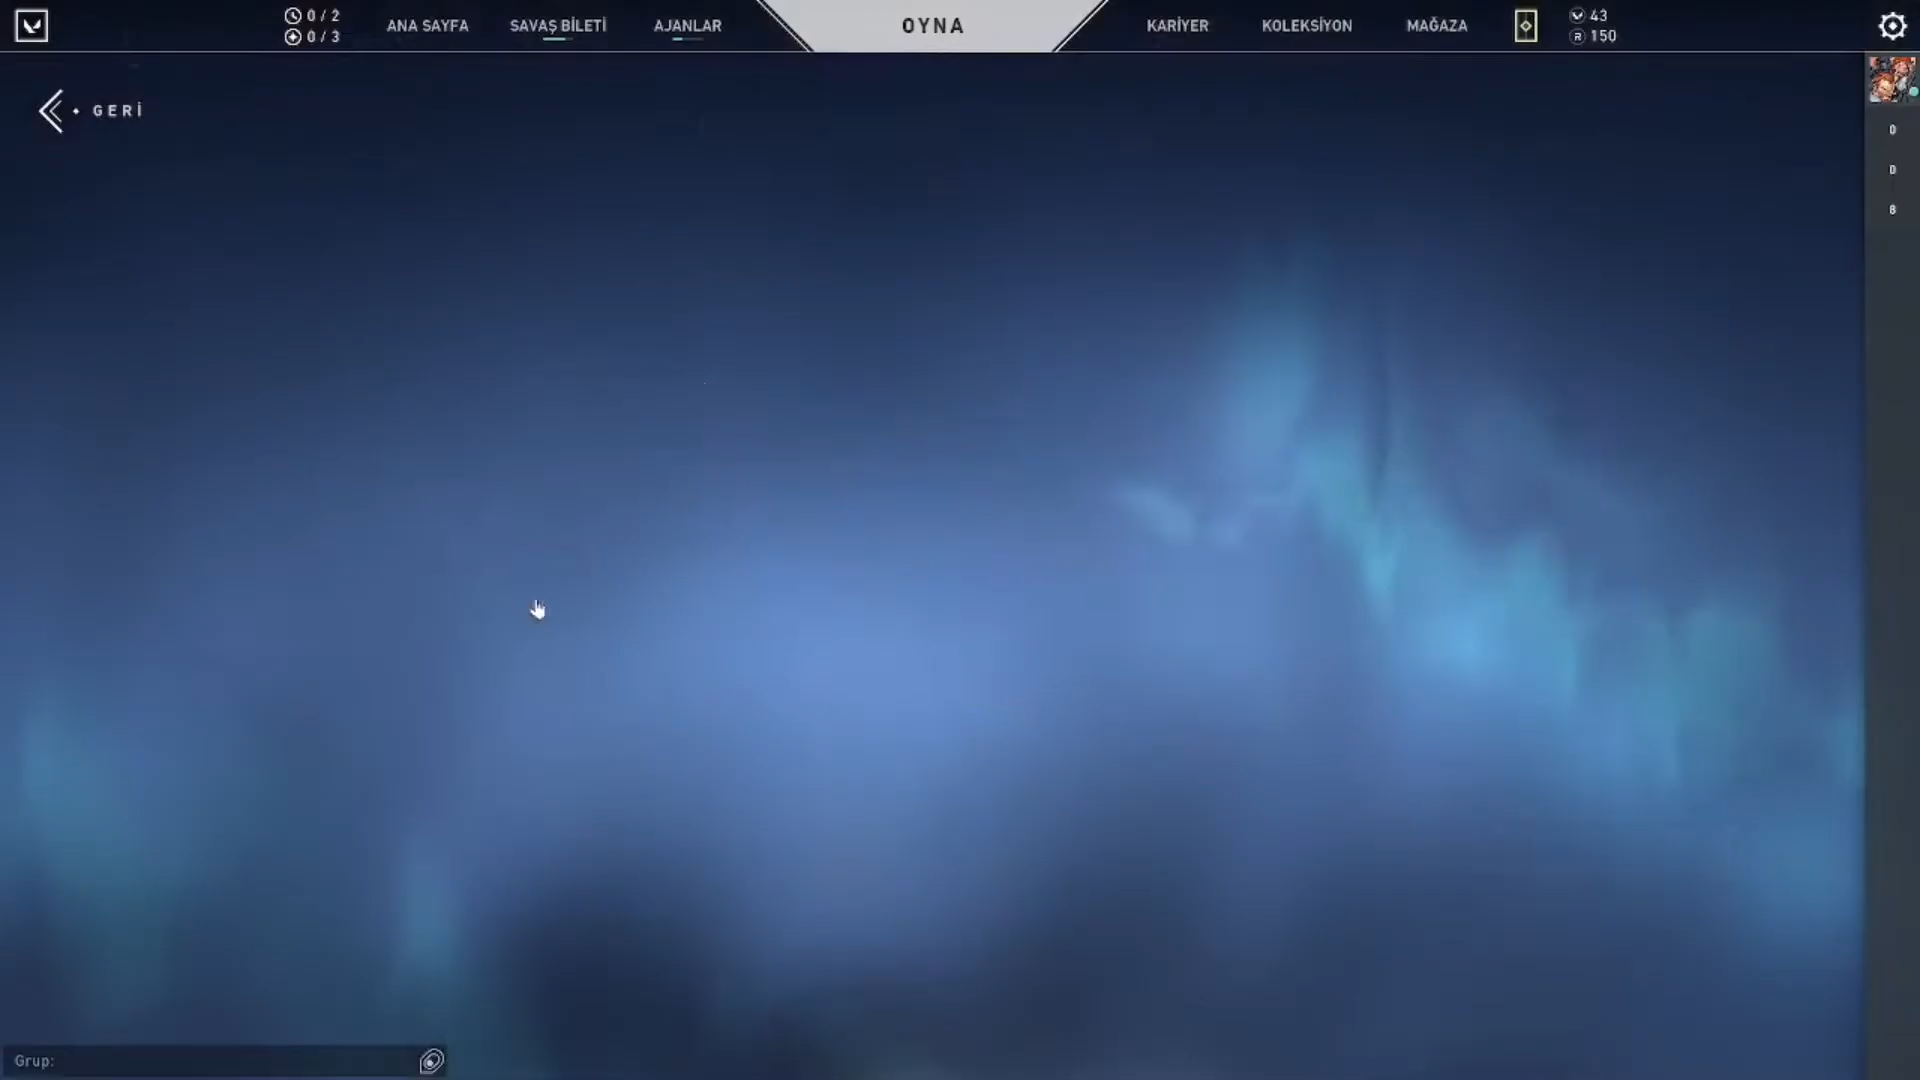 0 / 2
0 / 3
ANA SAYFA
SAVAŞ BİLETİ
AJANLAR
OYNA
KARİYER
KOLEKSİYON
MAĞAZA
43
R 150
GERİ
0
0
8
Grup: